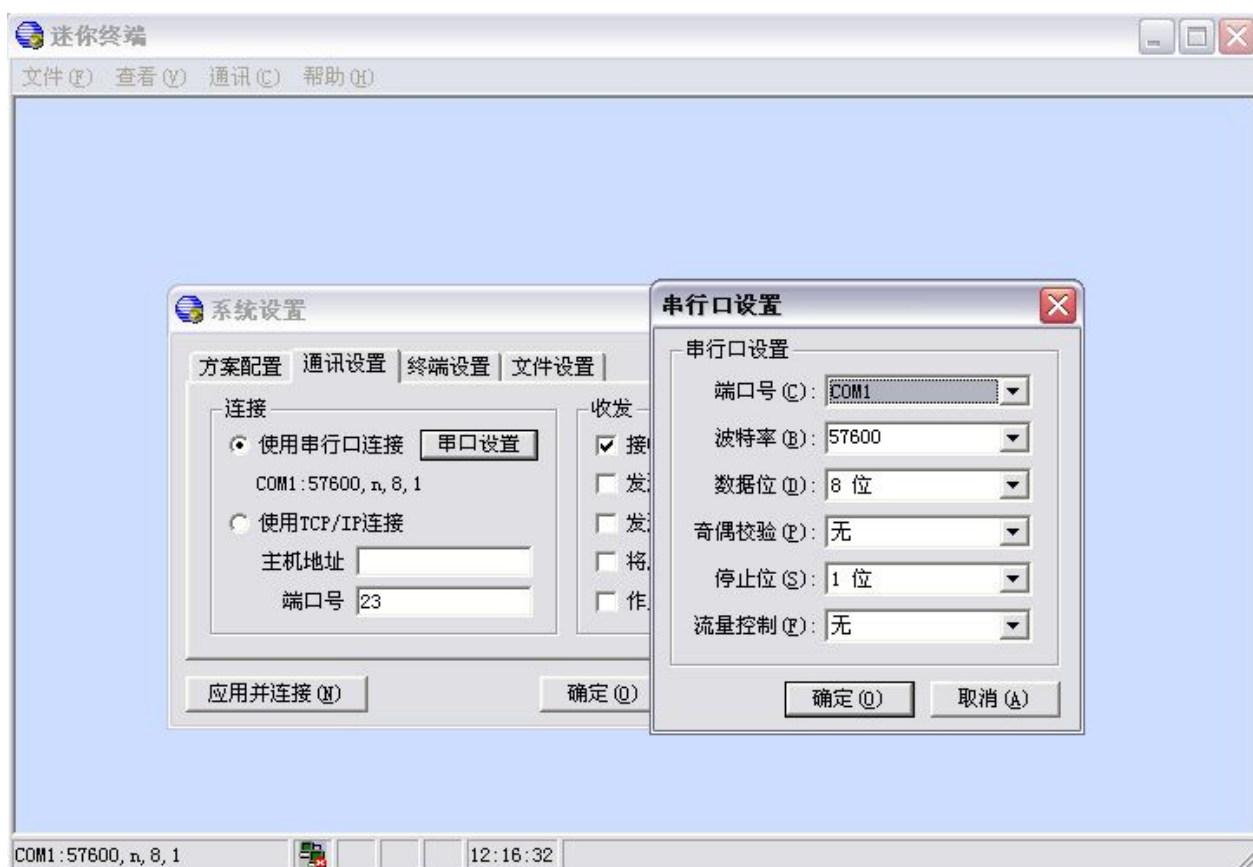 迷你终端
文件(F) 查看(V) 通讯(C) 帮助(H)
系统设置
方案配置 通讯设置 终端设置 文件设置
连接
使用串行口连接 串口设置
COM1:57600,n,8,1
使用TCP/IP连接
主机地址
端口号 23
收发
接
发
发
将
作
应用并连接(N)
确定(O)
串行口设置
串行口设置
端口号(C): COM1
波特率(B): 57600
数据位(D): 8 位
奇偶校验(P): 无
停止位(S): 1 位
流量控制(F): 无
确定(O) 取消(A)
COM1:57600,n,8,1 12:16:32